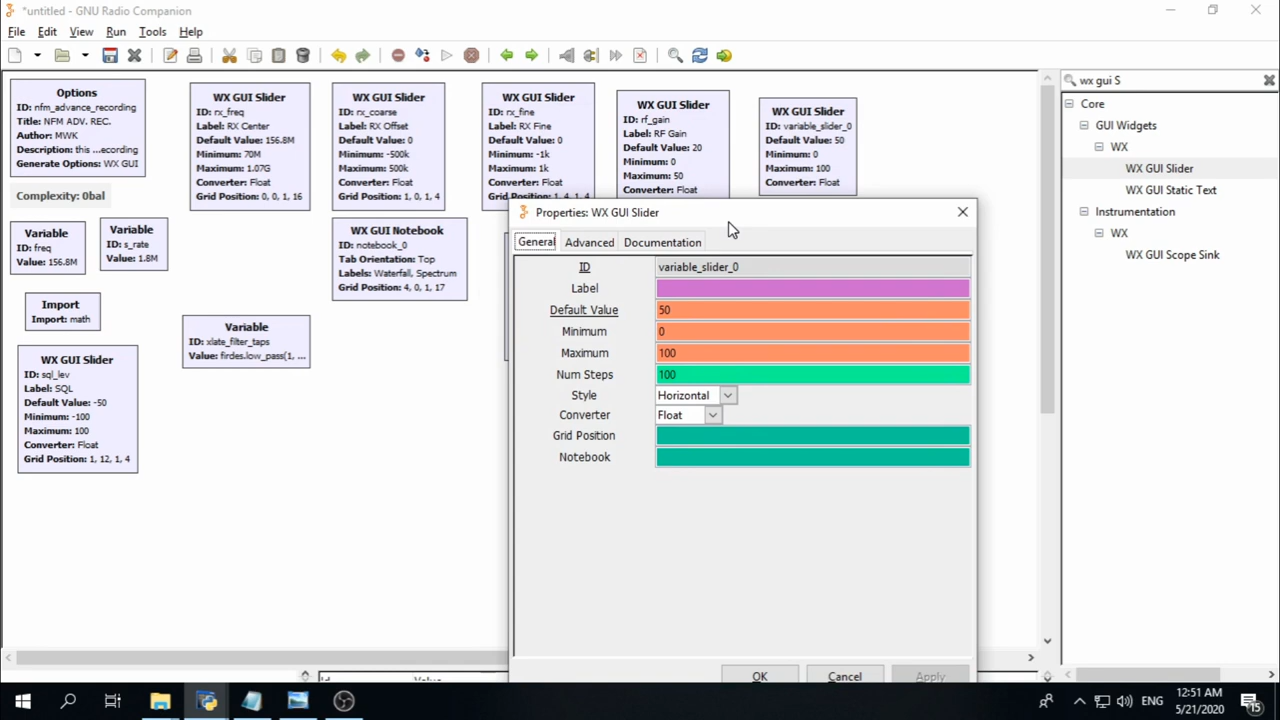 *untitled - GNU Radio Companion
File Edit View Run Tools Help
Options
ID: nfm_advance_recording
Title: NFM ADV. REC.
Author: MWK
Description: this ...ecording
Generate Options: WX GUI
WX GUI Slider
ID: rx_freq
Label: RX Center
Default Value: 156.8M
Minimum: 70M
Maximum: 1.07G
Converter: Float
Grid Position: 0, 0, 1, 16
WX GUI Slider
ID: rx_coarse
Label: RX Offset
Default Value: 0
Minimum: -500k
Maximum: 500k
Converter: Float
Grid Position: 1, 0, 1, 4
WX GUI Slider
ID: rx_fine
Label: RX Fine
Default Value: 0
Minimum: -1k
Maximum: 1k
Converter: Float
Grid Position: 1, 4, 1, 4
WX GUI Slider
ID: rf_gain
Label: RF Gain
Default Value: 20
Minimum: 0
Maximum: 50
Converter: Float
WX GUI Slider
ID: variable_slider_0
Default Value: 50
Minimum: 0
Maximum: 100
Converter: Float
Complexity: 0bal
Variable
ID: freq
Value: 156.8M
Variable
ID: s_rate
Value: 1.8M
WX GUI Notebook
ID: notebook_0
Tab Orientation: Top
Labels: Waterfall, Spectrum
Grid Position: 4, 0, 1, 17
Import
Import: math
Variable
ID: xlate_filter_taps
Value: firdes.low_pass(1, ...
WX GUI Slider
ID: sql_lev
Label: SQL
Default Value: -50
Minimum: -100
Maximum: 100
Converter: Float
Grid Position: 1, 12, 1, 4
Properties: WX GUI Slider
General Advanced Documentation
ID variable_slider_0
Label
Default Value 50
Minimum 0
Maximum 100
Num Steps 100
Style Horizontal
Converter Float
Grid Position
Notebook
OK Cancel Apply
wx gui S
Core
GUI Widgets
WX
WX GUI Slider
WX GUI Static Text
Instrumentation
WX
WX GUI Scope Sink
Id Value
ENG
12:51 AM
5/21/2020
15